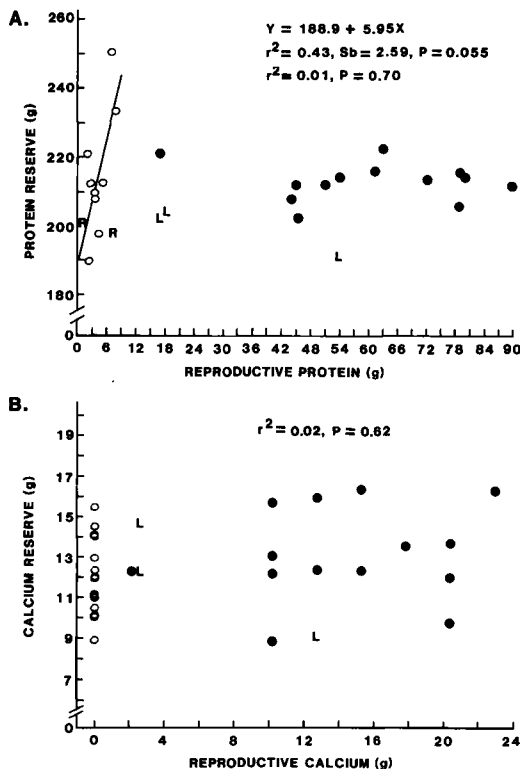 A.
Y = 188.9 + 5.95X
r² = 0.43, Sb = 2.59, P = 0.055
r² = 0.01, P = 0.70
260
240
220
200
180
0
PROTEIN RESERVE (g)
R
R
L
L
L
0 6 12 18 24 30 36 42 48 54 60 66 72 78 84 90
REPRODUCTIVE PROTEIN (g)
B.
r² = 0.02, P = 0.62
19
17
15
13
11
9
7
0
CALCIUM RESERVE (g)
L
L
L
0 4 8 12 16 20 24
REPRODUCTIVE CALCIUM (g)